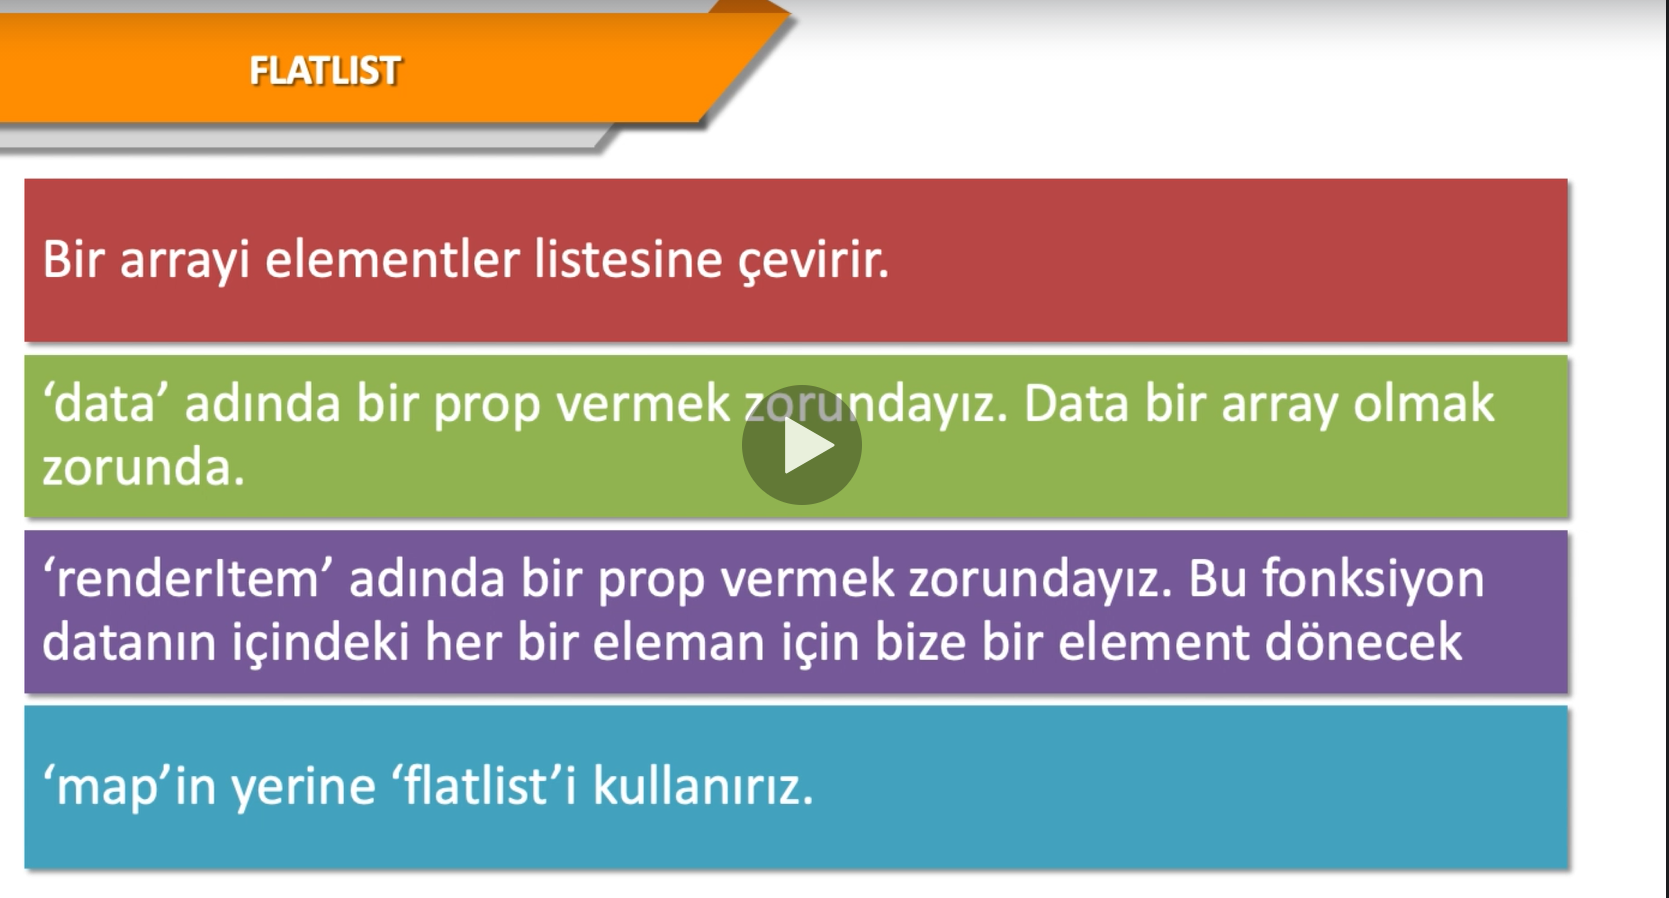 FLATLIST
Bir arrayi elementler listesine çevirir.
‘data’ adında bir prop vermek zorundayız. Data bir array olmak
zorunda.
‘renderItem’ adında bir prop vermek zorundayız. Bu fonksiyon
datanın içindeki her bir eleman için bize bir element dönecek
‘map’in yerine ‘flatlist’i kullanırız.